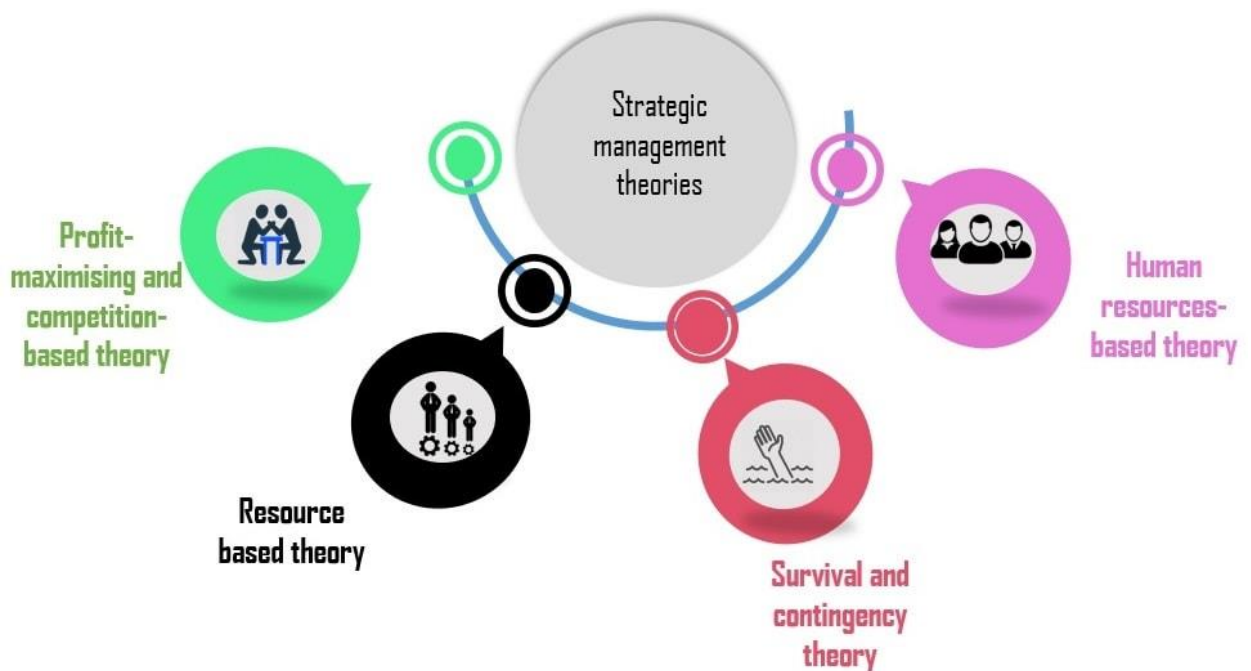 Strategic
management
theories
Profit-
maximising and
competition-
based theory
Resource
based theory
Survival and
contingency
theory
Human
resources-
based theory